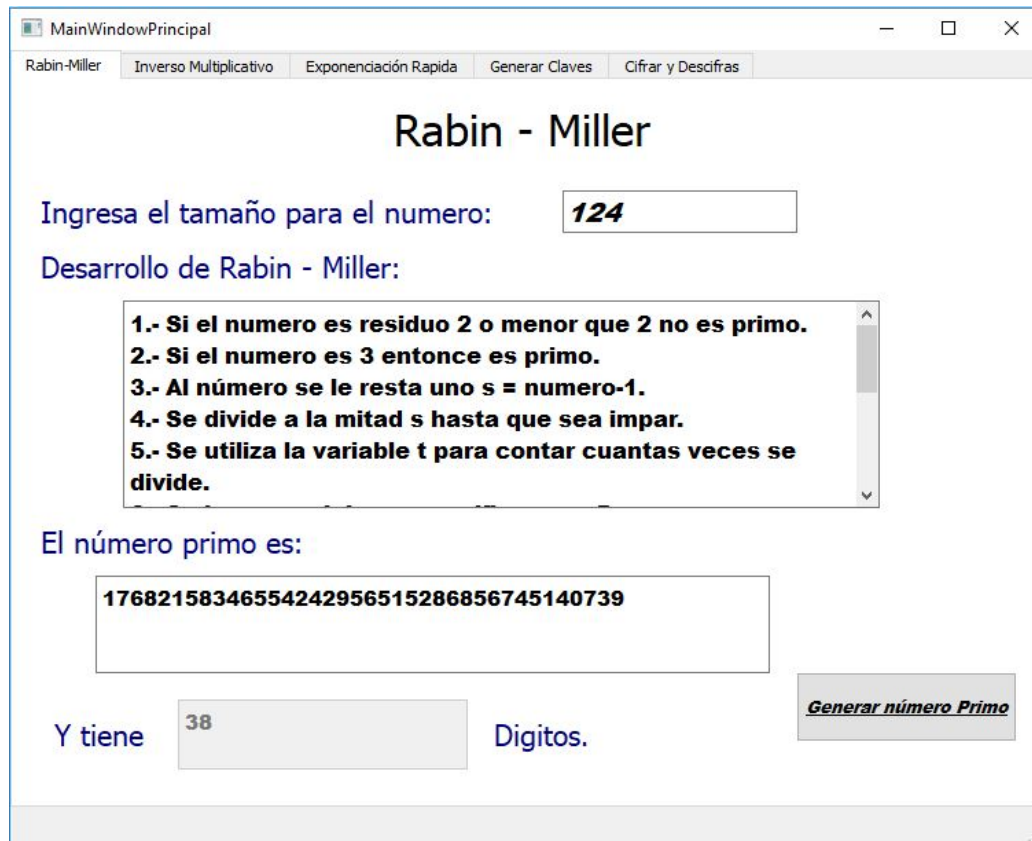 MainWindowPrincipal
Rabin-Miller Inverso Multiplicativo Exponenciación Rapida Generar Claves Cifrar y Descifras
Rabin - Miller
Ingresa el tamaño para el numero: 124
Desarrollo de Rabin - Miller:
1.- Si el numero es residuo 2 o menor que 2 no es primo.
2.- Si el numero es 3 entonce es primo.
3.- Al número se le resta uno s = numero-1.
4.- Se divide a la mitad s hasta que sea impar.
5.- Se utiliza la variable t para contar cuantas veces se
divide.
El número primo es:
17682158346554242956515286856745140739
Generar número Primo
Y tiene 38 Digitos.